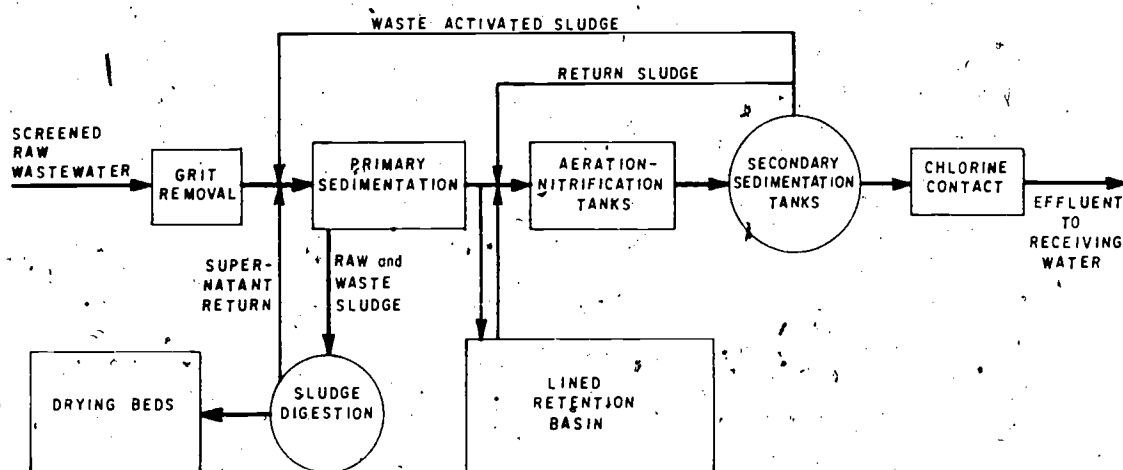 WASTE ACTIVATED SLUDGE
RETURN SLUDGE
SCREENED
RAW
WASTEWATER
GRIT
REMOVAL
PRIMARY
SEDIMENTATION
AERATION-
NITRIFICATION
TANKS
SECONDARY
SEDIMENTATION
TANKS
CHLORINE
CONTACT
EFFLUENT
TO
RECEIVING
WATER
SUPER-
NATANT
RETURN
RAW and
WASTE
SLUDGE
DRYING BEDS
SLUDGE
DIGESTION
LINED
RETENTION
BASIN